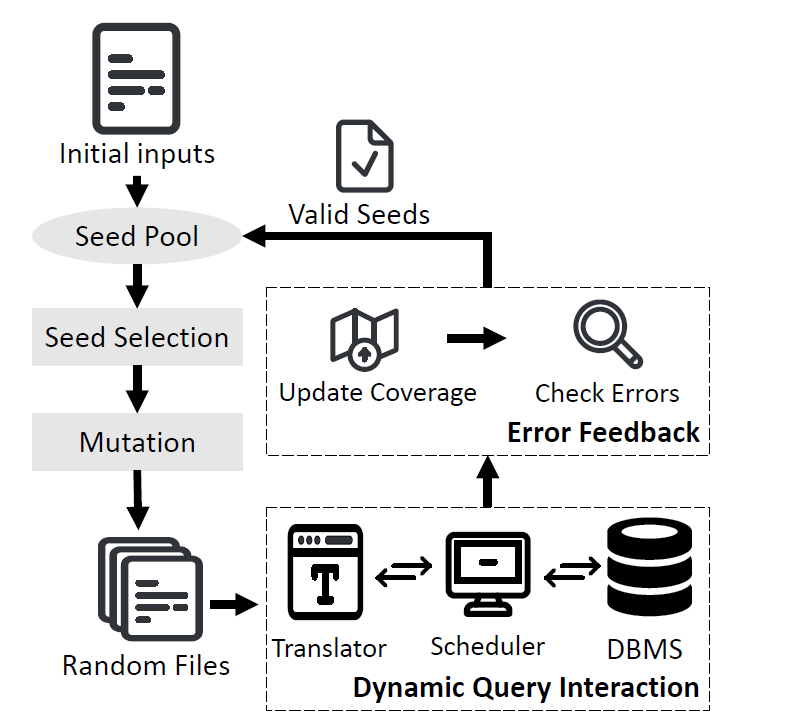 Initial inputs
Valid Seeds
Seed Pool
Seed Selection
Mutation
Random Files
Update Coverage
Check Errors
Error Feedback
T
Translator
Scheduler
DBMS
Dynamic Query Interaction